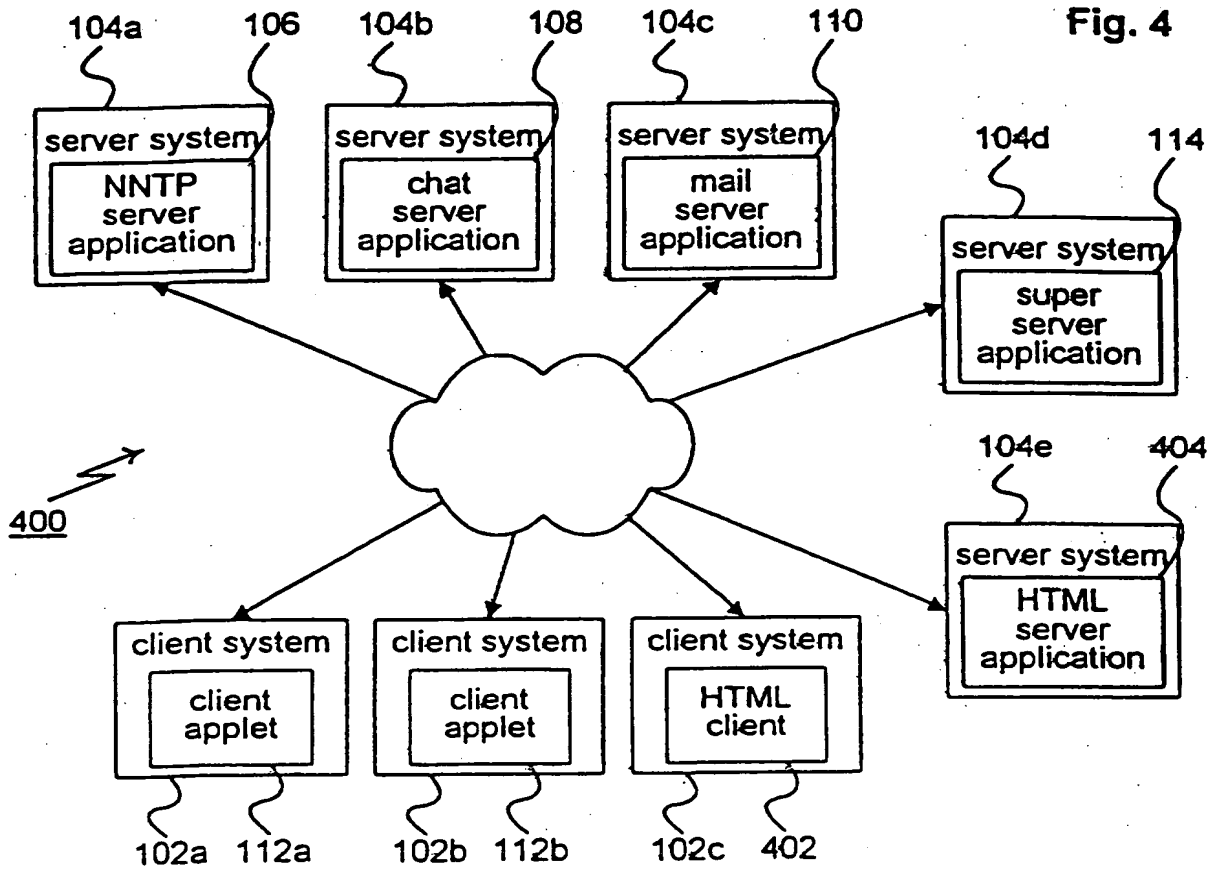 Fig. 4
104a 106 104b 108 104c 110
server system
NNTP
server
application
server system
chat
server
application
server system
mail
server
application
104d 114
server system
super
server
application
104e 404
server system
HTML
server
application
400
client system
client
applet
client system
client
applet
client system
HTML
client
102a 112a 102b 112b 102c 402